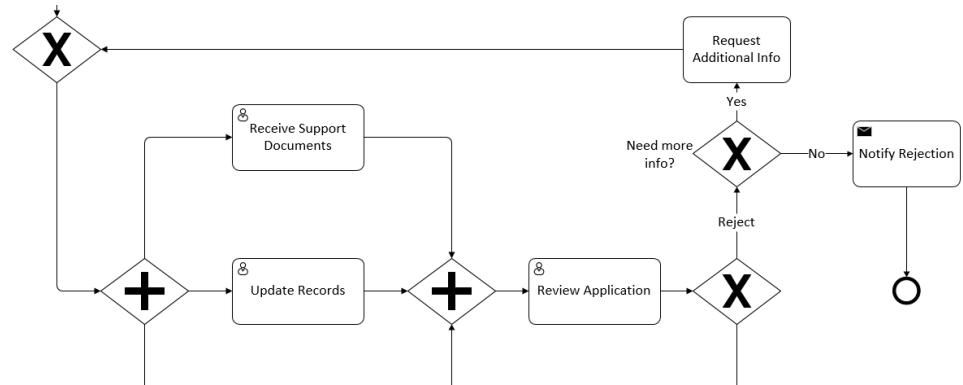 Request
Additional Info
Yes
Receive Support
Documents
Need more
info?
No
Notify Rejection
Reject
Update Records
Review Application